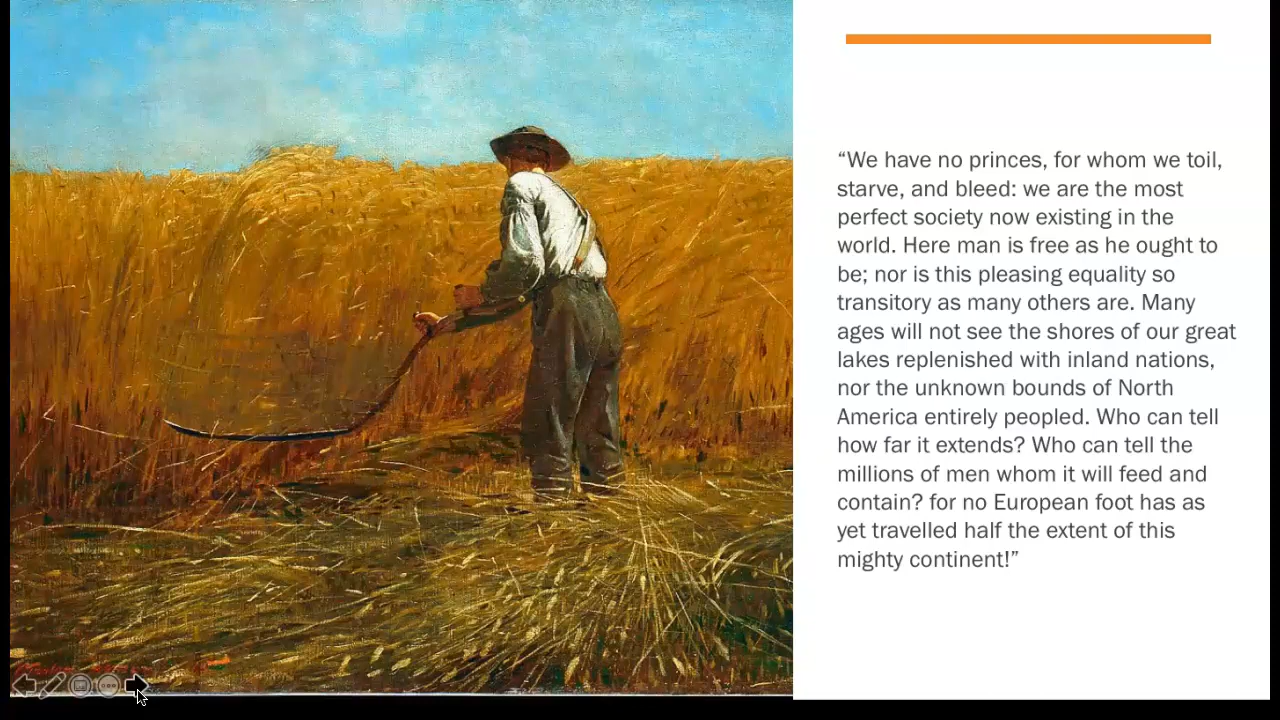 “We have no princes, for whom we toil,
starve, and bleed: we are the most
perfect society now existing in the
world. Here man is free as he ought to
be; nor is this pleasing equality so
transitory as many others are. Many
ages will not see the shores of our great
lakes replenished with inland nations,
nor the unknown bounds of North
America entirely peopled. Who can tell
how far it extends? Who can tell the
millions of men whom it will feed and
contain? for no European foot has as
yet travelled half the extent of this
mighty continent!”